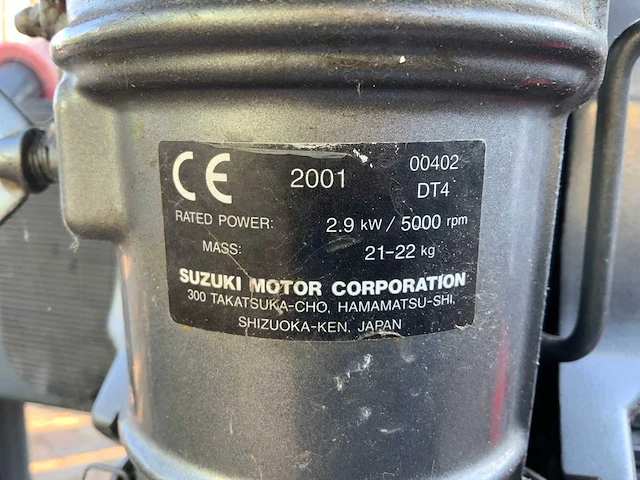 CE 2001 00402
DT4
RATED POWER: 2.9 kW / 5000 rpm
MASS: 21-22 kg
SUZUKI MOTOR CORPORATION
300 TAKATSUKA-CHO, HAMAMATSU-SHI,
SHIZUOKA-KEN, JAPAN